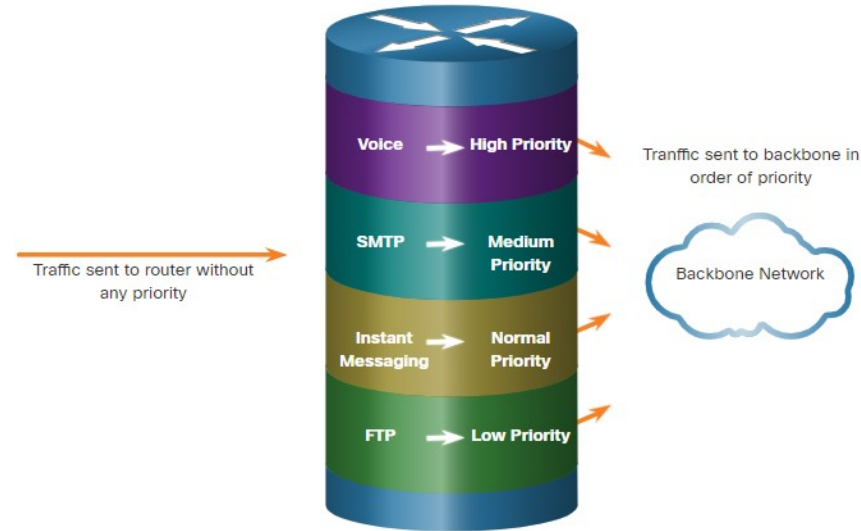 Voice
High Priority
Tranffic sent to backbone in
order of priority
SMTP
Medium
Priority
Traffic sent to router without
any priority
Backbone Network
Instant
Messaging
Normal
Priority
FTP
Low Priority